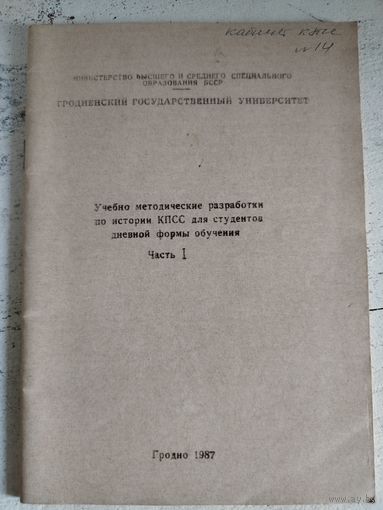 кабинет КПСС
№14
МИНИСТЕРСТВО ВЫСШЕГО И СРЕДНЕГО СПЕЦИАЛЬНОГО
ОБРАЗОВАНИЯ БССР
ГРОДНЕНСКИЙ ГОСУДАРСТВЕННЫЙ УНИВЕРСИТЕТ
Учебно методические разработки
по истории КПСС для студентов
дневной формы обучения
Часть I
Гродно 1987